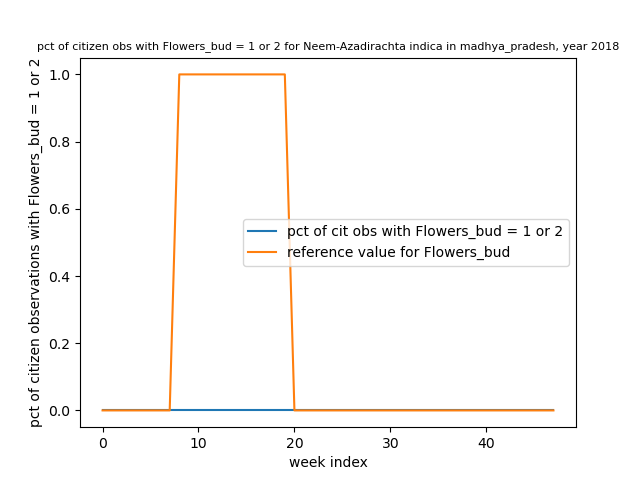 pct of citizen obs with Flowers_bud = 1 or 2 for Neem-Azadirachta indica in madhya_pradesh, year 2018
pct of citizen observations with Flowers_bud = 1 or 2
1.0
0.8
0.6
0.4
0.2
0.0
pct of cit obs with Flowers_bud = 1 or 2
reference value for Flowers_bud
0 10 20 30 40
week index